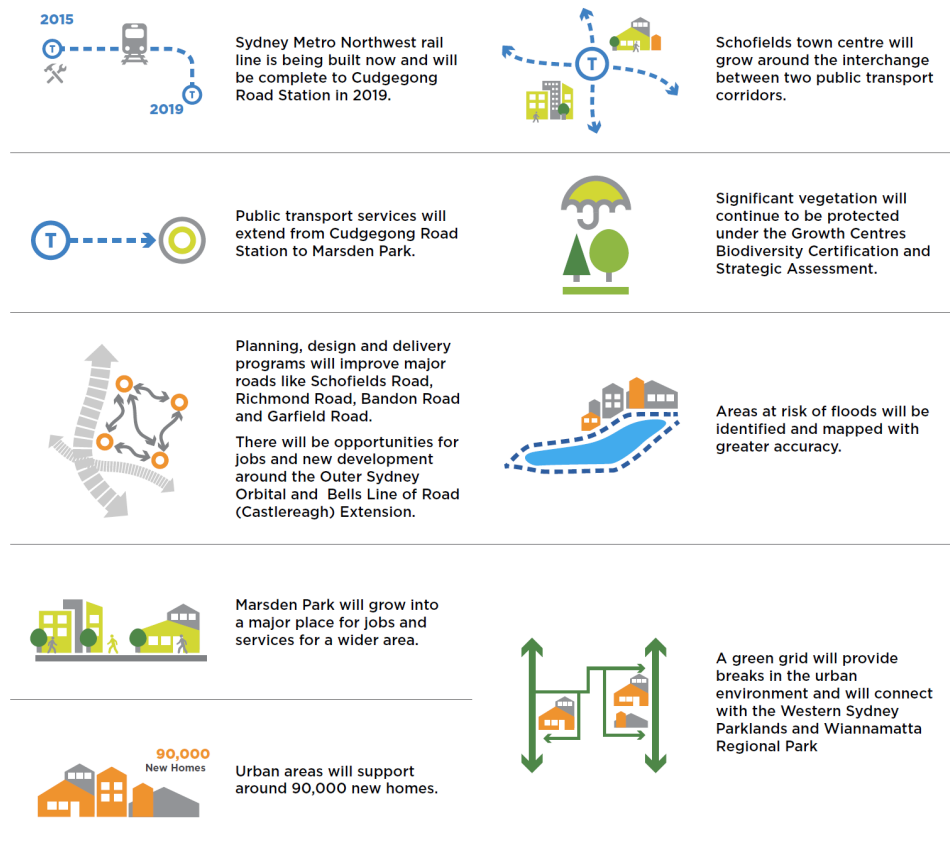 2015
T
T
2019
Sydney Metro Northwest rail
line is being built now and will
be complete to Cudgegong
Road Station in 2019.
T
Schofields town centre will
grow around the interchange
between two public transport
corridors.
T
Public transport services will
extend from Cudgegong Road
Station to Marsden Park.
Significant vegetation will
continue to be protected
under the Growth Centres
Biodiversity Certification and
Strategic Assessment.
Planning, design and delivery
programs will improve major
roads like Schofields Road,
Richmond Road, Bandon Road
and Garfield Road.
There will be opportunities for
jobs and new development
around the Outer Sydney
Orbital and Bells Line of Road
(Castlereagh) Extension.
Areas at risk of floods will be
identified and mapped with
greater accuracy.
Marsden Park will grow into
a major place for jobs and
services for a wider area.
A green grid will provide
breaks in the urban
environment and will connect
with the Western Sydney
Parklands and Wiannamatta
Regional Park
90,000
New Homes
Urban areas will support
around 90,000 new homes.